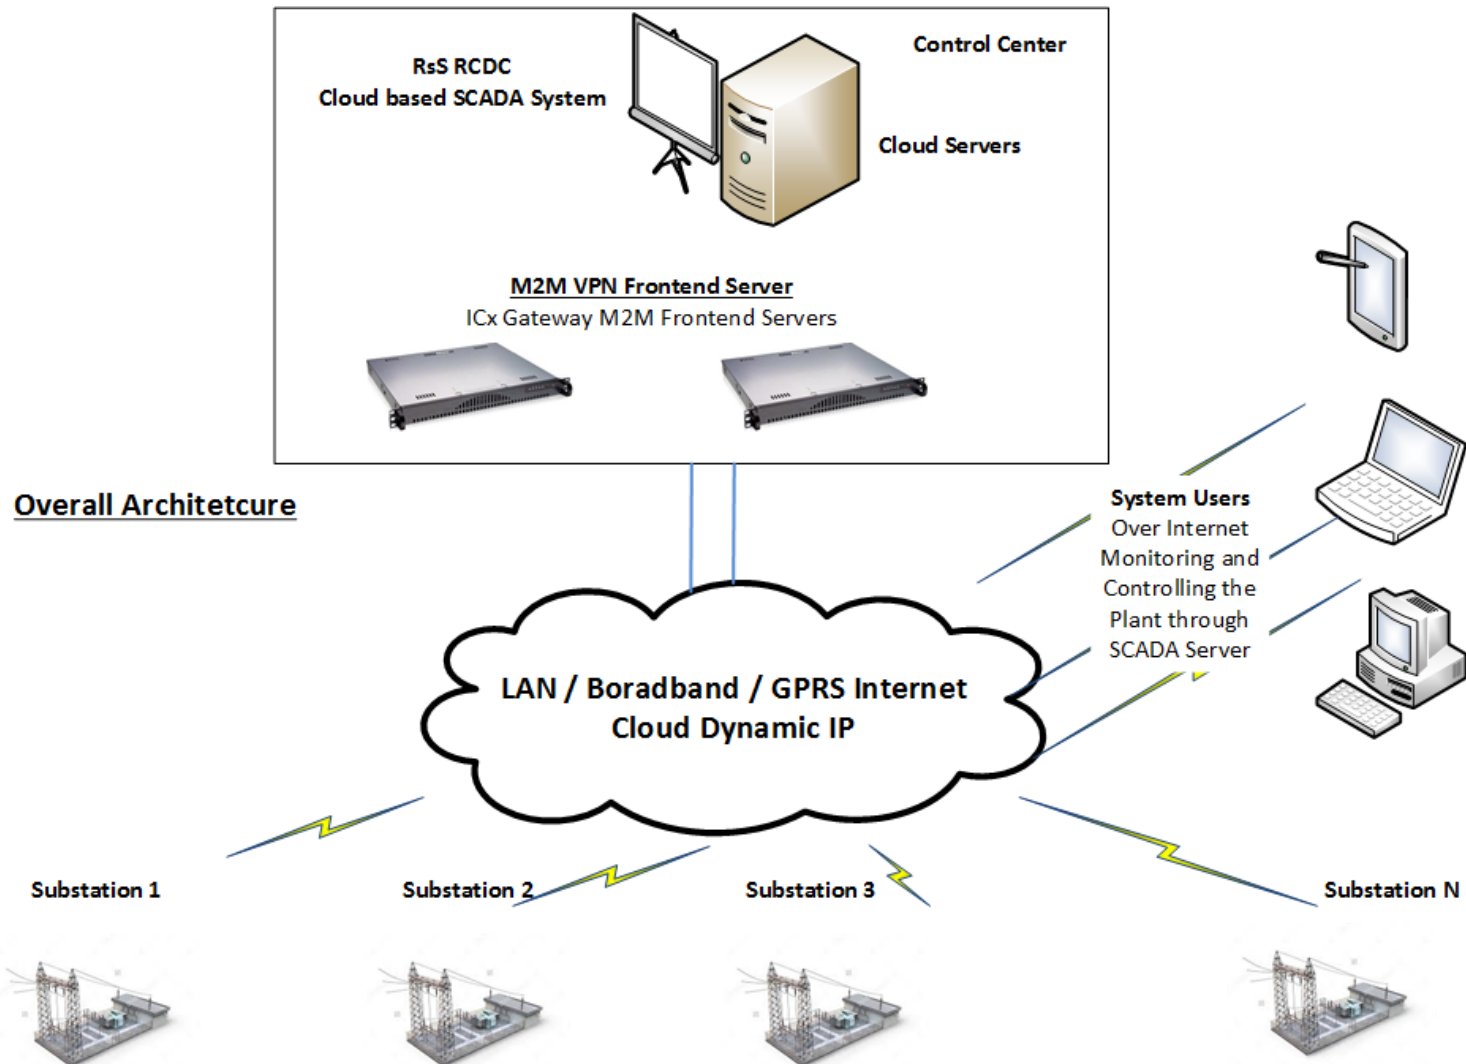 RsS RCDC
Cloud based SCADA System
Control Center
Cloud Servers
M2M VPN Frontend Server
ICx Gateway M2M Frontend Servers
Overall Architetcure
System Users
Over Internet
Monitoring and
Controlling the
Plant through
SCADA Server
LAN / Boradband / GPRS Internet
Cloud Dynamic IP
Substation 1
Substation 2
Substation 3
Substation N